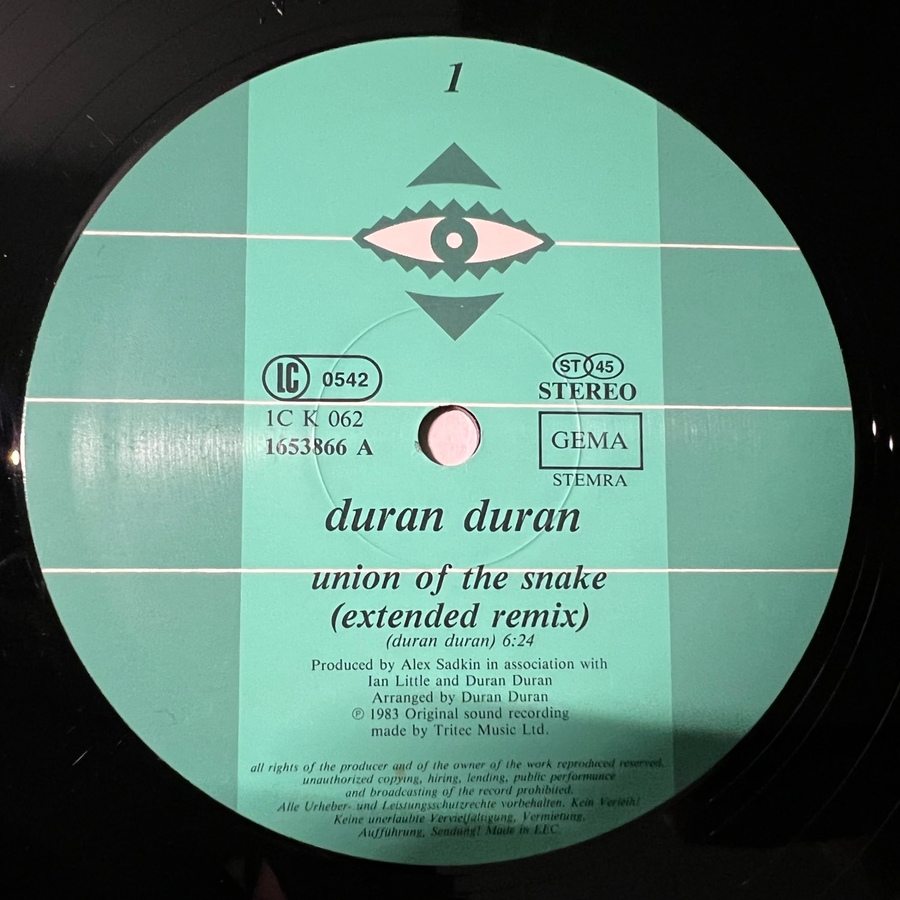 1
LC 0542
1C K 062
1653866 A
ST 45
STEREO
GEMA
STEMRA
duran duran
union of the snake
(extended remix)
(duran duran) 6:24
Produced by Alex Sadkin in association with
Ian Little and Duran Duran
Arranged by Duran Duran
℗ 1983 Original sound recording
made by Tritec Music Ltd.
all rights of the producer and of the owner of the work reproduced reserved.
unauthorized copying, hiring, lending, public performance
and broadcasting of the record prohibited.
Alle Urheber- und Leistungsschutzrechte vorbehalten. Kein Verleih!
Keine unerlaubte Vervielfältigung, Vermietung,
Aufführung, Sendung! Made in EEC.